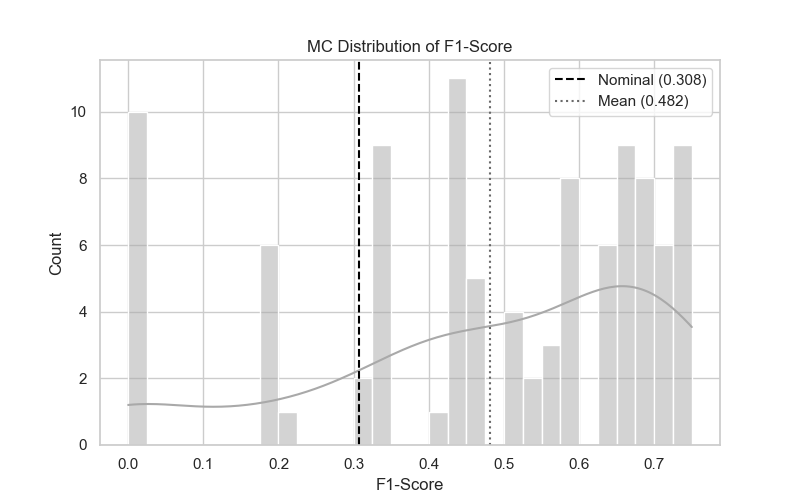 MC Distribution of F1-Score
Nominal (0.308)
Mean (0.482)
Count
10
8
6
4
2
0
0.0 0.1 0.2 0.3 0.4 0.5 0.6 0.7
F1-Score